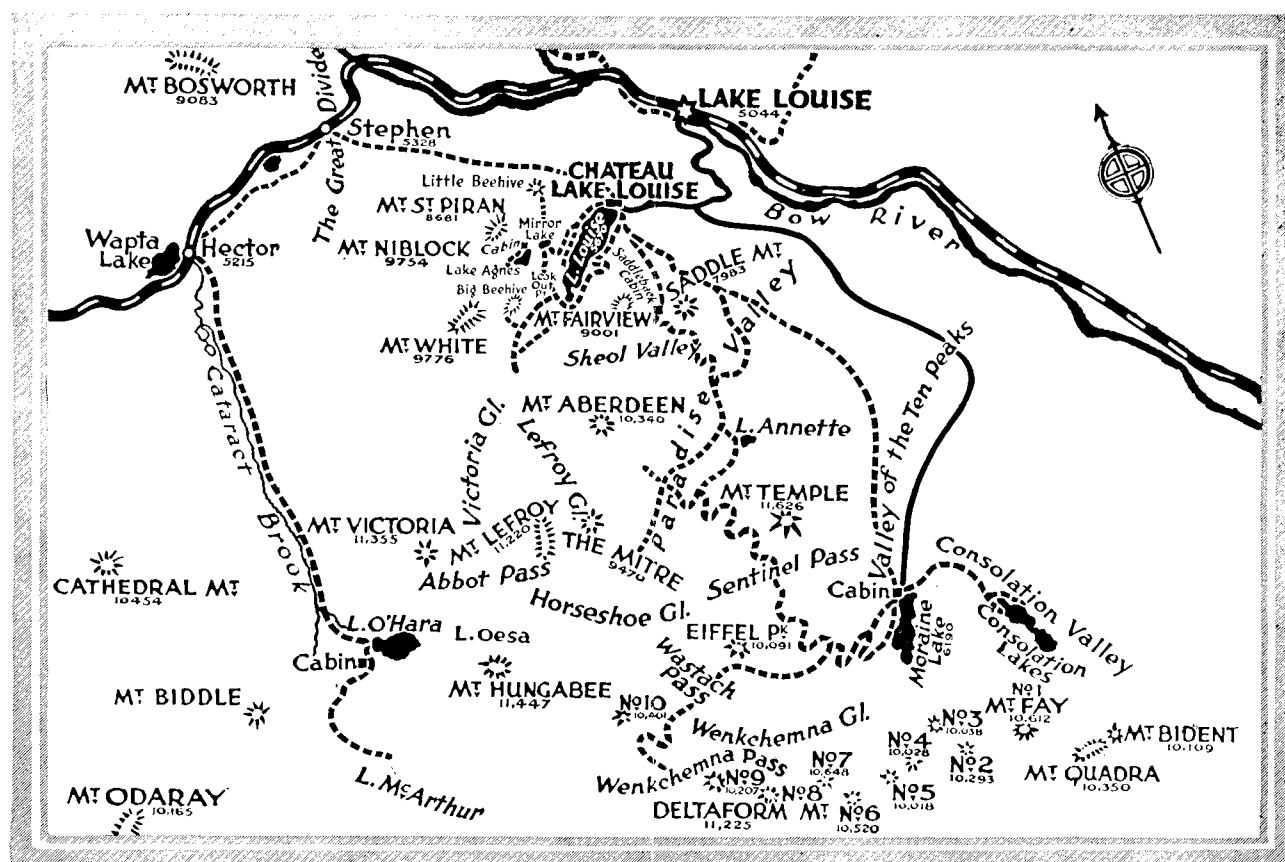 MT. BOSWORTH
9083
The Great Divide
Stephen
5328
LAKE LOUISE
5044
CHATEAU
LAKE LOUISE
Little Beehive
MT. ST. PIRAN
8681
Mirror
Lake
Cabin
MT. NIBLOCK
9754
Lake Agnes
Look
Out
Pt.
Big Beehive
L. Louise
Saddleback
Cabin
Bow River
Wapta
Lake
Hector
5215
SADDLE MT.
7983
MT. FAIRVIEW
9001
MT. WHITE
9776
Sheol Valley
Paradise Valley
Valley of the Ten Peaks
Cataract Brook
MT. ABERDEEN
10,340
Victoria Gl.
Lefroy Gl.
L. Annette
MT. TEMPLE
11,626
MT. VICTORIA
11,355
MT. LEFROY
11,220
THE MITRE
9470
Abbot Pass
Sentinel Pass
Horseshoe Gl.
CATHEDRAL MT.
10454
Cabin
Consolation Valley
Consolation
Lakes
Moraine
Lake
6190
L. O'Hara
L. Oesa
Cabin
EIFFEL PK.
10,091
Wastach
Pass
MT. BIDDLE
MT. HUNGABEE
11,447
No. 10
10,401
Wenkchemna Gl.
Wenkchemna Pass
No. 1
MT. FAY
10,612
No. 3
10,038
No. 4
10,028
No. 2
10,293
MT. BIDENT
10,109
MT. QUADRA
10,350
No. 7
10,648
No. 9
10,207
No. 8
No. 5
10,018
DELTAFORM MT.
11,225
No. 6
10,520
L. McArthur
MT. ODARAY
10,165